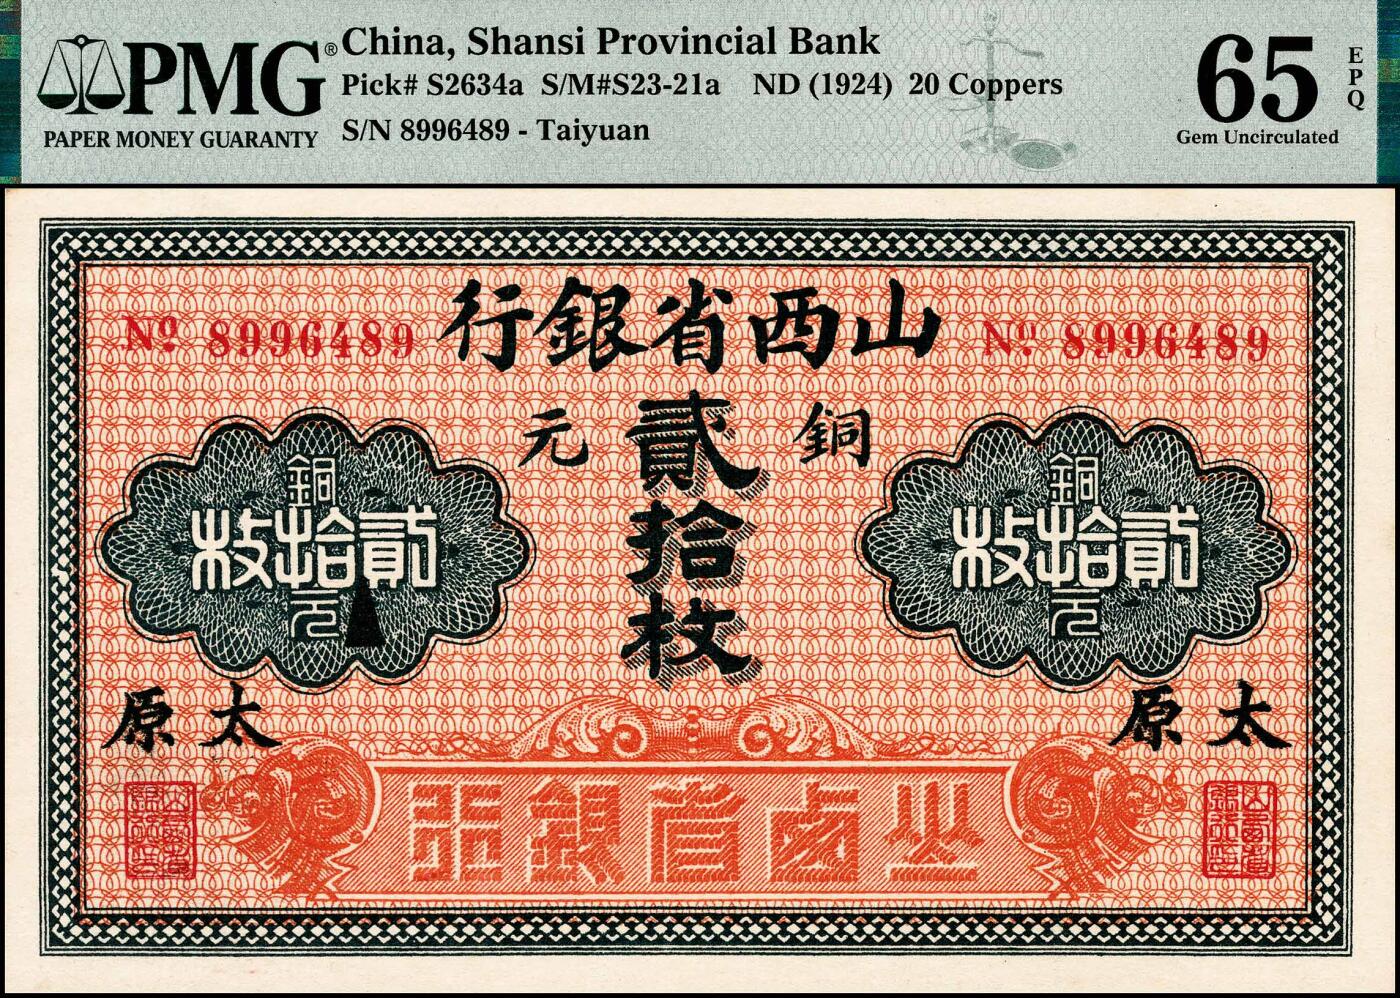 PMG®
PAPER MONEY GUARANTY
China, Shansi Provincial Bank
Pick# S2634a S/M#S23-21a ND (1924) 20 Coppers
S/N 8996489 - Taiyuan
65 EPQ
Gem Uncirculated
山西省銀行
Nº 8996489
Nº 8996489
銅元
貳拾枚
銅元
貳拾枚
銅元
貳拾枚
太原
太原
山西省銀行